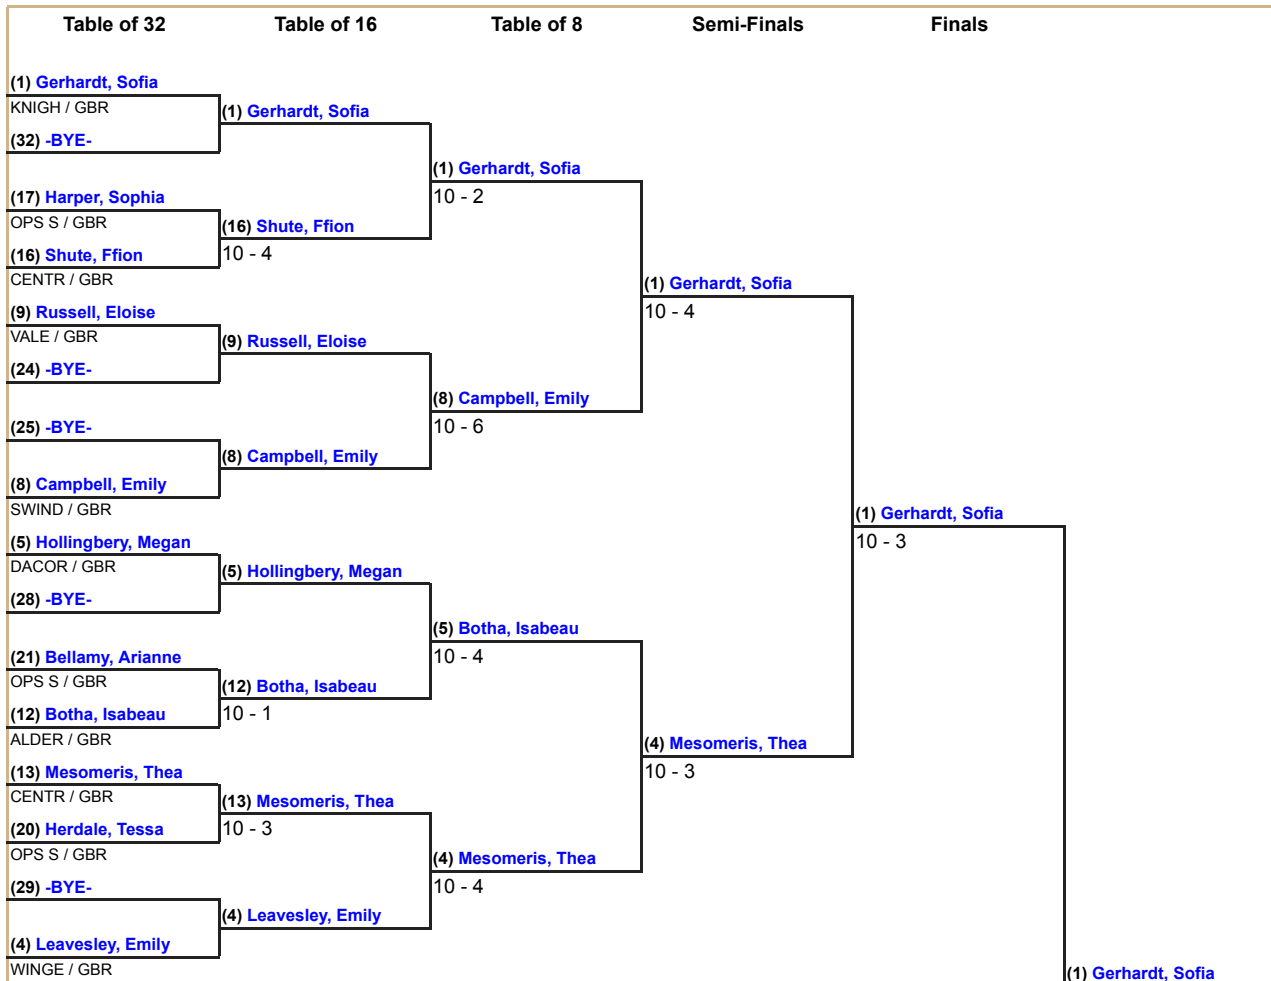 Table of 32 Table of 16 Table of 8 Semi-Finals Finals
(1) Gerhardt, Sofia
KNIGH / GBR
(1) Gerhardt, Sofia
(32) -BYE-
(1) Gerhardt, Sofia
10 - 2
(17) Harper, Sophia
OPS S / GBR
(16) Shute, Ffion
10 - 4
(16) Shute, Ffion
CENTR / GBR
(1) Gerhardt, Sofia
10 - 4
(9) Russell, Eloise
VALE / GBR
(9) Russell, Eloise
(24) -BYE-
(8) Campbell, Emily
10 - 6
(25) -BYE-
(8) Campbell, Emily
(8) Campbell, Emily
SWIND / GBR
(1) Gerhardt, Sofia
10 - 3
(5) Hollingbery, Megan
DACOR / GBR
(5) Hollingbery, Megan
(28) -BYE-
(5) Botha, Isabeau
10 - 4
(21) Bellamy, Arianne
OPS S / GBR
(12) Botha, Isabeau
10 - 1
(12) Botha, Isabeau
ALDER / GBR
(4) Mesomeris, Thea
10 - 3
(13) Mesomeris, Thea
CENTR / GBR
(13) Mesomeris, Thea
10 - 3
(20) Herdale, Tessa
OPS S / GBR
(4) Mesomeris, Thea
10 - 4
(29) -BYE-
(4) Leavesley, Emily
(4) Leavesley, Emily
WINGE / GBR
(1) Gerhardt, Sofia